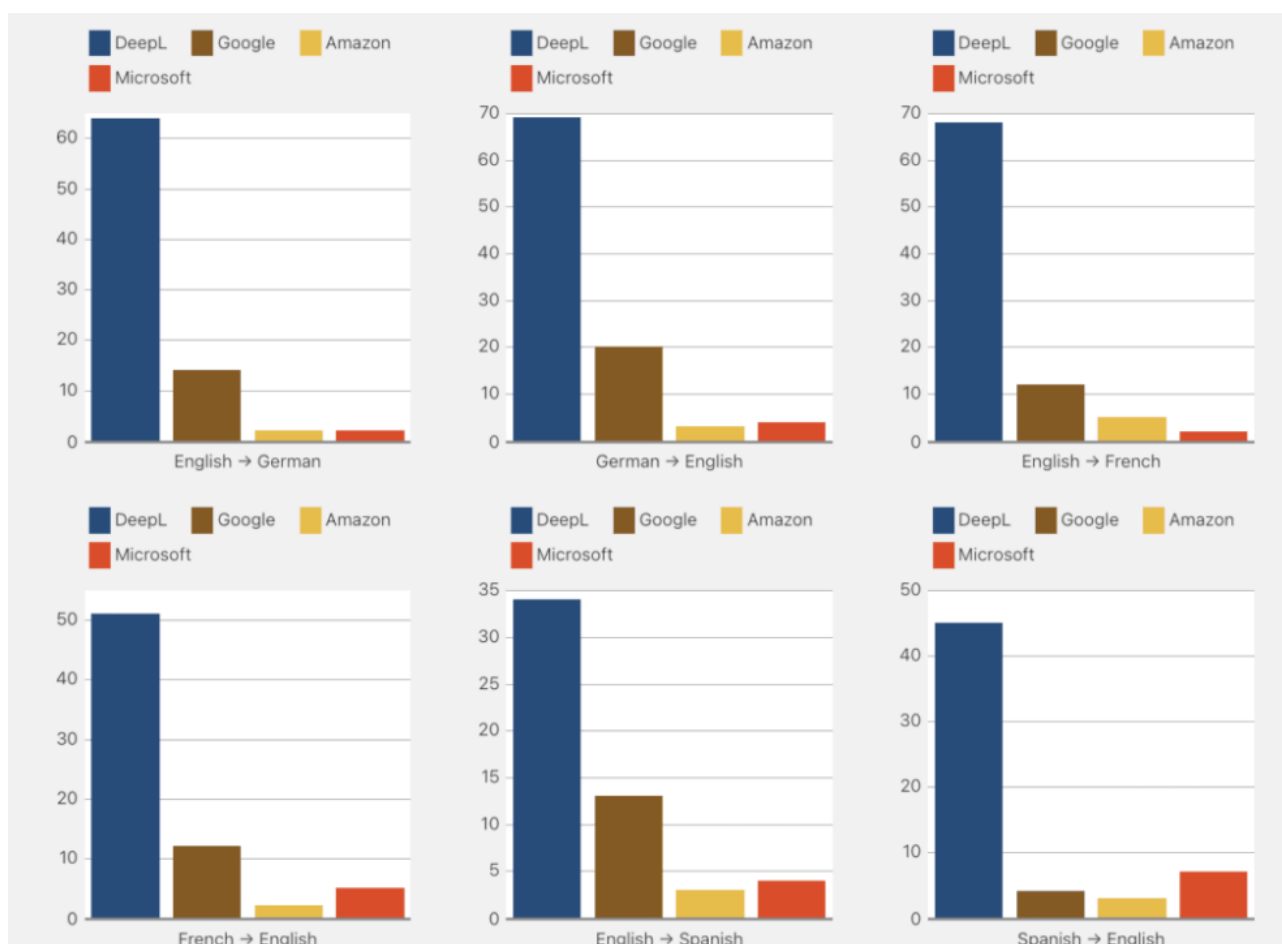 DeepL Google Amazon
Microsoft
60
50
40
30
20
10
0
English → German
DeepL Google Amazon
Microsoft
70
60
50
40
30
20
10
0
German → English
DeepL Google Amazon
Microsoft
70
60
50
40
30
20
10
0
English → French
DeepL Google Amazon
Microsoft
50
40
30
20
10
0
French → English
DeepL Google Amazon
Microsoft
35
30
25
20
15
10
5
0
English → Spanish
DeepL Google Amazon
Microsoft
50
40
30
20
10
0
Spanish → English